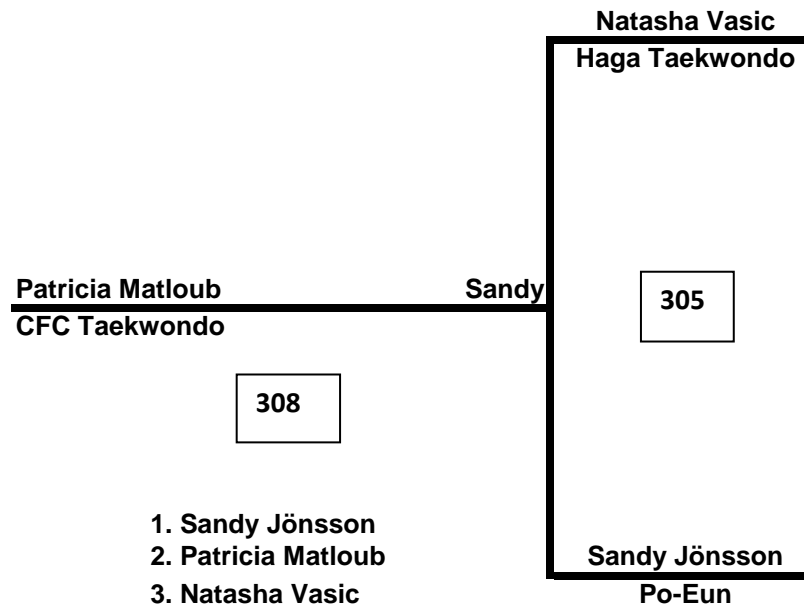 Natasha Vasic
Haga Taekwondo
Patricia Matloub Sandy
305
CFC Taekwondo
308
1. Sandy Jönsson
2. Patricia Matloub
Sandy Jönsson
3. Natasha Vasic
Po-Eun